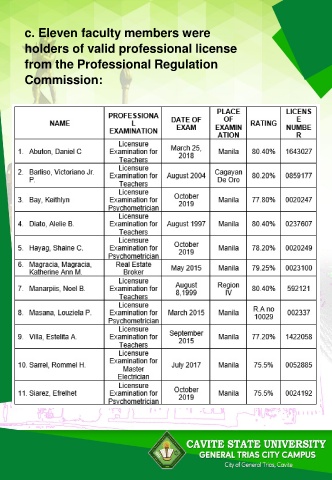 c. Eleven faculty members were
holders of valid professional license
from the Professional Regulation
Commission:
NAME PROFESSIONAL EXAMINATION DATE OF EXAM PLACE OF EXAMINATION RATING LICENSE NUMBER
1. Abuton, Daniel C Licensure Examination for Teachers March 25, 2018 Manila 80.40% 1643027
2. Barliso, Victoriano Jr. P. Licensure Examination for Teachers August 2004 Cagayan De Oro 80.20% 0859177
3. Bay, Keithlyn Licensure Examination for Psychometrician October 2019 Manila 77.80% 0020247
4. Diato, Alelie B. Licensure Examination for Teachers August 1997 Manila 80.40% 0237607
5. Hayag, Shaine C. Licensure Examination for Psychometrician October 2019 Manila 78.20% 0020249
6. Magracia, Magracia, Katherine Ann M. Real Estate Broker May 2015 Manila 79.25% 0023100
7. Manarpiis, Noel B. Licensure Examination for Teachers August 8,1999 Region IV 80.40% 592121
8. Masana, Louziela P. Licensure Examination for Psychometrician March 2015 Manila R.A no 10029 002337
9. Villa, Estelita A. Licensure Examination for Teachers September 2015 Manila 77.20% 1422058
10. Sarrel, Rommel H. Licensure Examination for Master Electrician July 2017 Manila 75.5% 0052885
11. Siarez, Efreihet Licensure Examination for Psychometrician October 2019 Manila 75.5% 0024192
CAVITE STATE UNIVERSITY
GENERAL TRIAS CITY CAMPUS
City of General Trias, Cavite